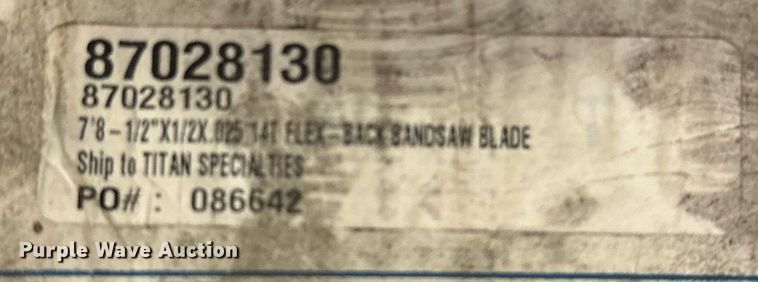 87028130
87028130
7'8-1/2"X1/2X.025 14T FLEX-BACK BANDSAW BLADE
Ship to TITAN SPECIALTIES
PO#: 086642
Purple Wave Auction